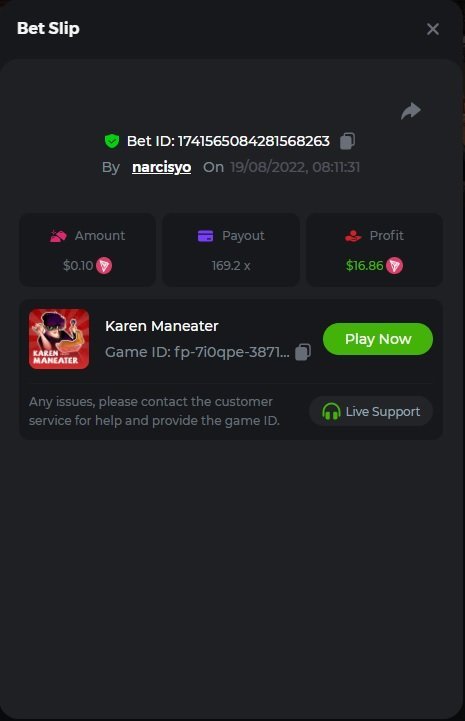 Bet Slip
Bet ID: 1741565084281568263
By narcisyo On 19/08/2022, 08:11:31
Amount Payout Profit
$0.10 169.2 x $16.86
KAREN
MANEATER
Karen Maneater
Game ID: fp-7i0qpe-3871...
Play Now
Any issues, please contact the customer
service for help and provide the game ID.
Live Support